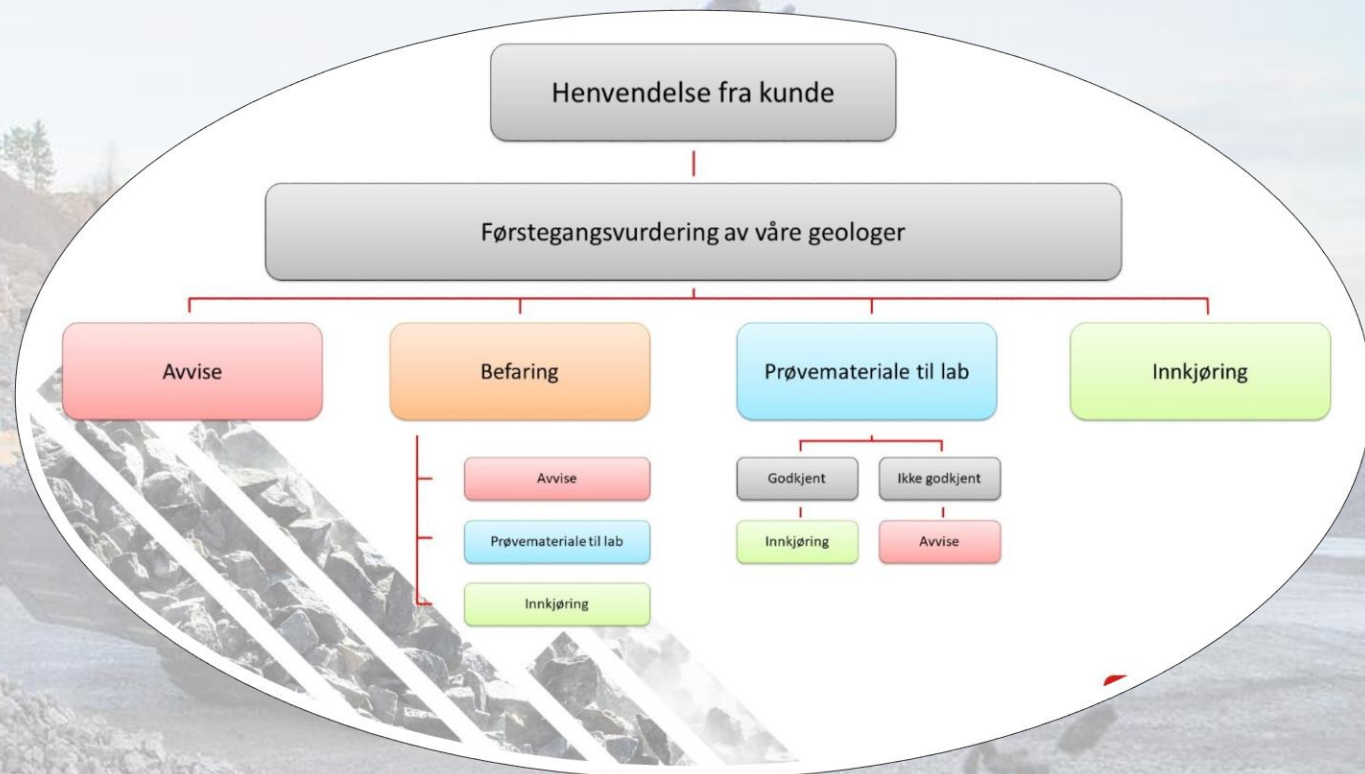 Henvendelse fra kunde
Førstegangsvurdering av våre geologer
Avvise
Befaring
Prøvemateriale til lab
Innkjøring
Avvise
Prøvemateriale til lab
Innkjøring
Godkjent
Ikke godkjent
Innkjøring
Avvise